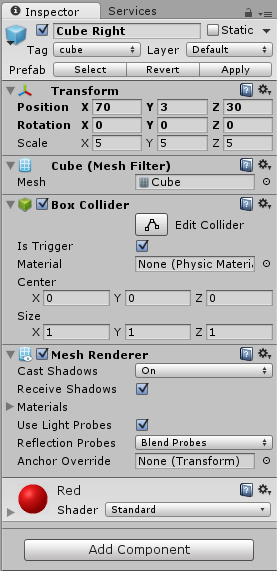 Inspector Services
Cube Right Static
Tag cube Layer Default
Prefab Select Revert Apply
Transform
Position X 70 Y 3 Z 30
Rotation X 0 Y 0 Z 0
Scale X 5 Y 5 Z 5
Cube (Mesh Filter)
Mesh Cube
Box Collider
Edit Collider
Is Trigger
Material None (Physic Materi
Center
X 0 Y 0 Z 0
Size
X 1 Y 1 Z 1
Mesh Renderer
Cast Shadows On
Receive Shadows
Materials
Use Light Probes
Reflection Probes Blend Probes
Anchor Override None (Transform)
Red
Shader Standard
Add Component